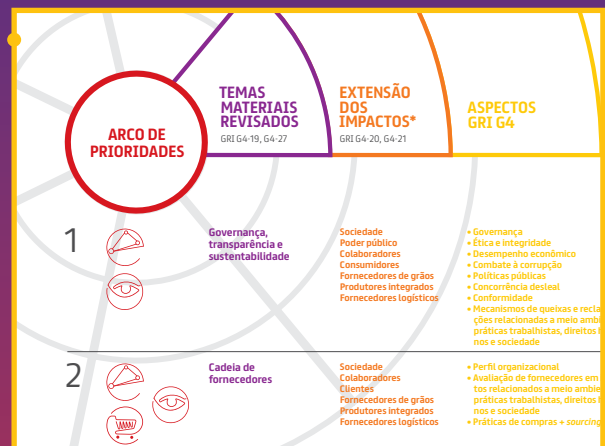 ARCO DE
PRIORIDADES
TEMAS
MATERIAIS
REVISADOS
GRI G4-19, G4-27
EXTENSÃO
DOS
IMPACTOS*
GRI G4-20, G4-21
ASPECTOS
GRI G4
1
Governança,
transparência e
sustentabilidade
Sociedade
Poder público
Colaboradores
Consumidores
Fornecedores de grãos
Produtores integrados
Fornecedores logísticos
• Governança
• Ética e integridade
• Desempenho econômico
• Combate à corrupção
• Políticas públicas
• Concorrência desleal
• Conformidade
• Mecanismos de queixas e recla
ções relacionadas a meio ambi
práticas trabalhistas, direitos
nos e sociedade
2
Cadeia de
fornecedores
Sociedade
Colaboradores
Clientes
Fornecedores de grãos
Produtores integrados
Fornecedores logísticos
• Perfil organizacional
• Avaliação de fornecedores em
tos relacionados a meio ambie
práticas trabalhistas, direitos
nos e sociedade
• Práticas de compras + sourcing